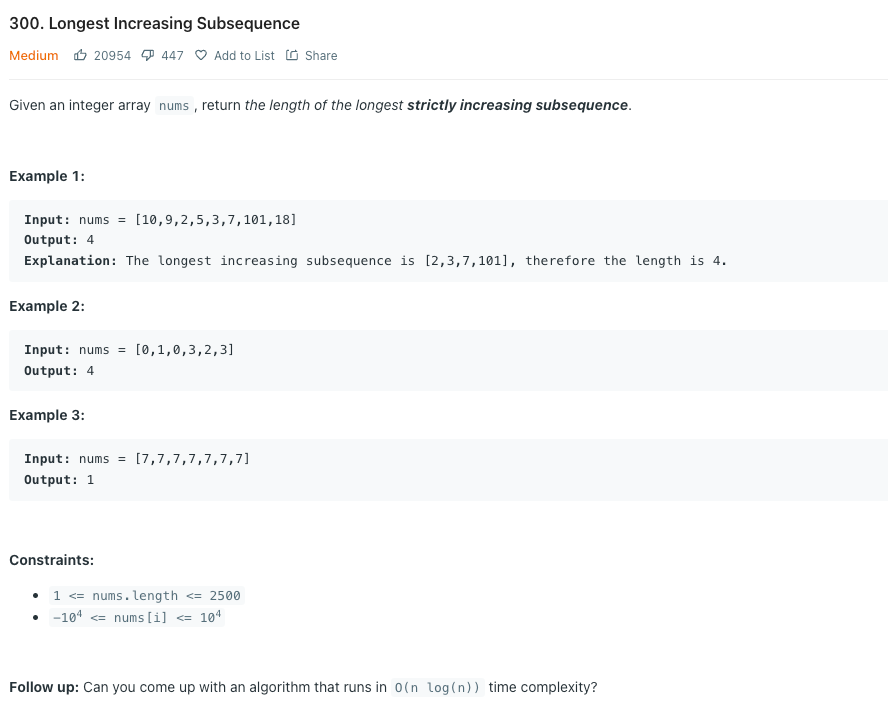 300. Longest Increasing Subsequence
Medium 20954 447 Add to List Share
Given an integer array nums, return the length of the longest strictly increasing subsequence.
Example 1:
Input: nums = [10,9,2,5,3,7,101,18]
Output: 4
Explanation: The longest increasing subsequence is [2,3,7,101], therefore the length is 4.
Example 2:
Input: nums = [0,1,0,3,2,3]
Output: 4
Example 3:
Input: nums = [7,7,7,7,7,7,7]
Output: 1
Constraints:
• 1 <= nums.length <= 2500
• -10⁴ <= nums[i] <= 10⁴
Follow up: Can you come up with an algorithm that runs in O(n log(n)) time complexity?